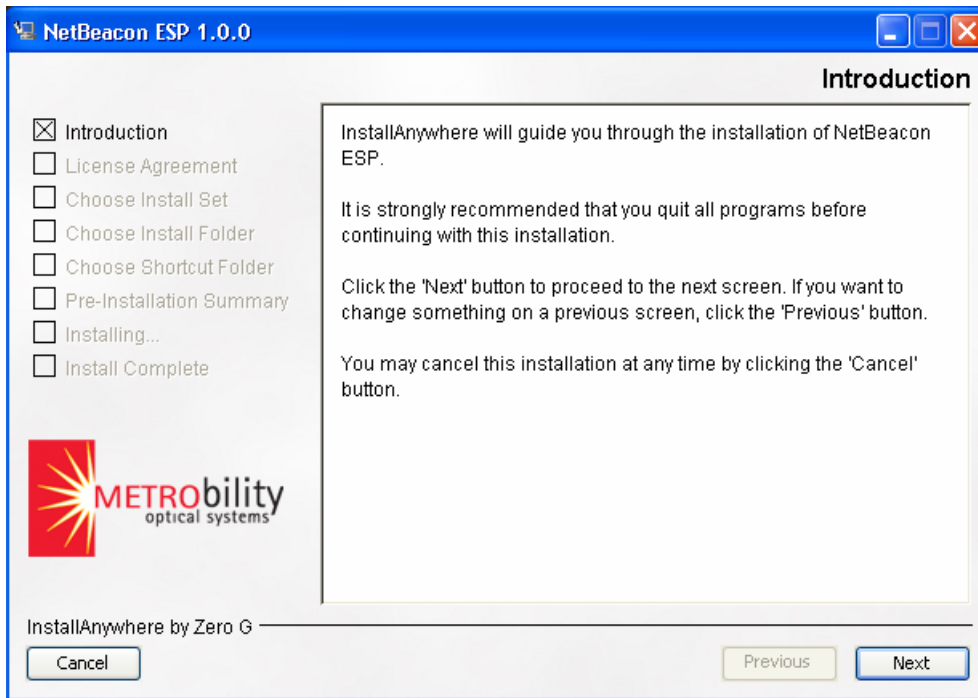 NetBeacon ESP 1.0.0
Introduction
Introduction
License Agreement
Choose Install Set
Choose Install Folder
Choose Shortcut Folder
Pre-Installation Summary
Installing...
Install Complete
InstallAnywhere will guide you through the installation of NetBeacon
ESP.
It is strongly recommended that you quit all programs before
continuing with this installation.
Click the 'Next' button to proceed to the next screen. If you want to
change something on a previous screen, click the 'Previous' button.
You may cancel this installation at any time by clicking the 'Cancel'
button.
METRObility
optical systems
InstallAnywhere by Zero G
Cancel
Previous
Next